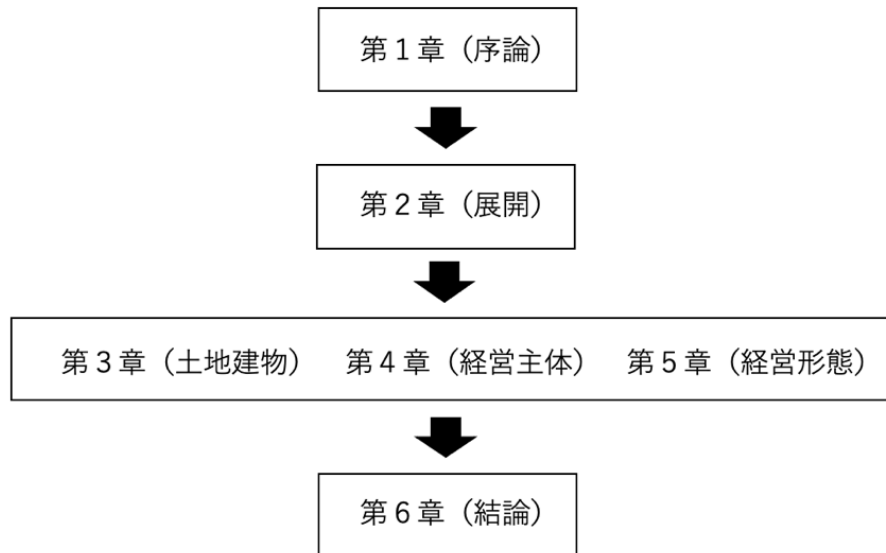 第１章（序論）
第２章（展開）
第３章（土地建物）　第４章（経営主体）　第５章（経営形態）
第６章（結論）